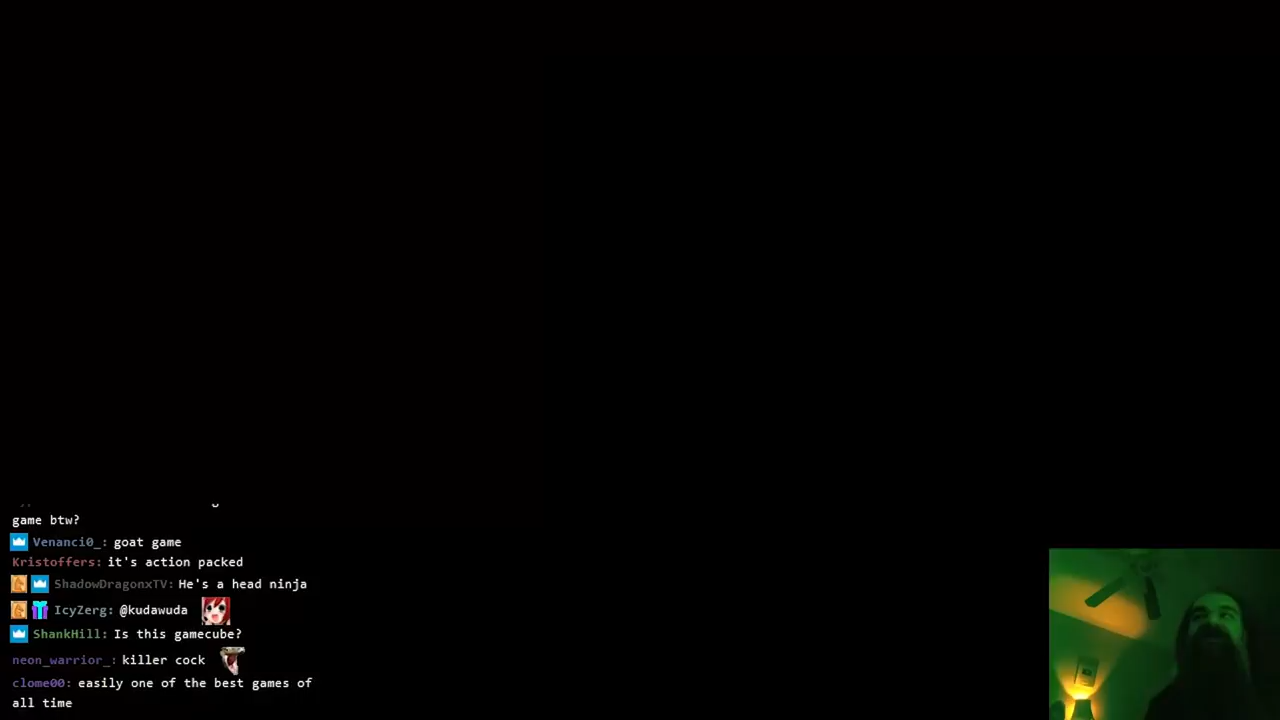 game btw?
Venanci0_: goat game
Kristoffers: it's action packed
ShadowDragonxTV: He's a head ninja
IcyZerg: @kudawuda
ShankHill: Is this gamecube?
neon_warrior_: killer cock
clome00: easily one of the best games of
all time